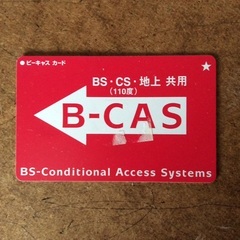 ●ビーキャス カード ★
BS・CS・地上 共用
(110度)
B-CAS
BS-Conditional Access Systems